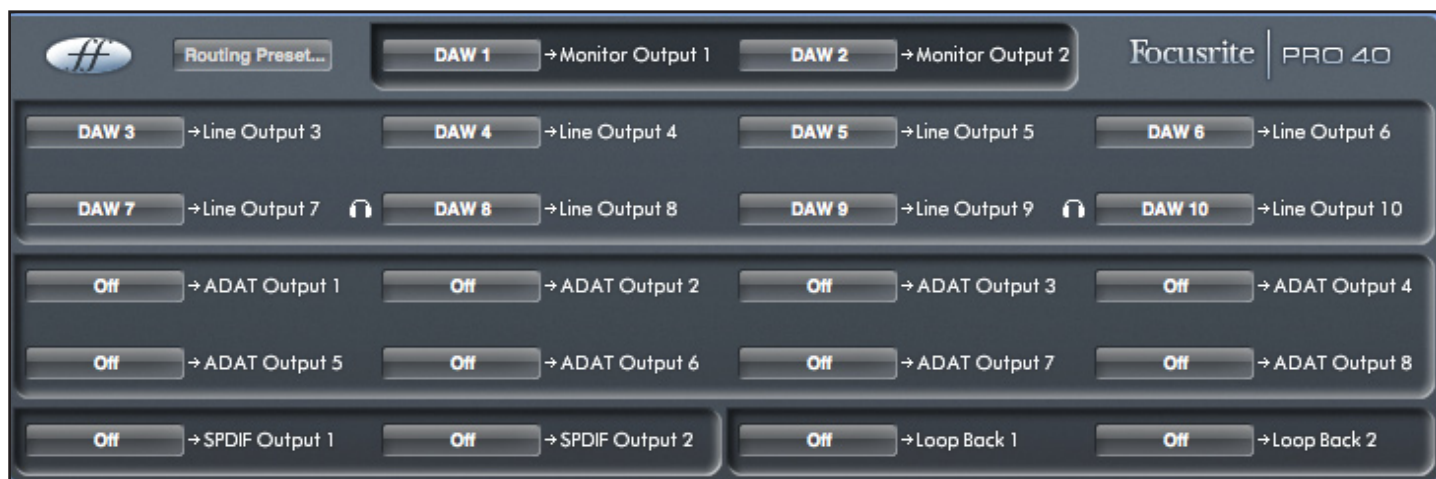 ff Routing Preset... DAW 1 →Monitor Output 1 DAW 2 →Monitor Output 2 Focusrite PRO 40
DAW 3 →Line Output 3 DAW 4 →Line Output 4 DAW 5 →Line Output 5 DAW 6 →Line Output 6
DAW 7 →Line Output 7 DAW 8 →Line Output 8 DAW 9 →Line Output 9 DAW 10 →Line Output 10
Off →ADAT Output 1 Off →ADAT Output 2 Off →ADAT Output 3 Off →ADAT Output 4
Off →ADAT Output 5 Off →ADAT Output 6 Off →ADAT Output 7 Off →ADAT Output 8
Off →SPDIF Output 1 Off →SPDIF Output 2 Off →Loop Back 1 Off →Loop Back 2